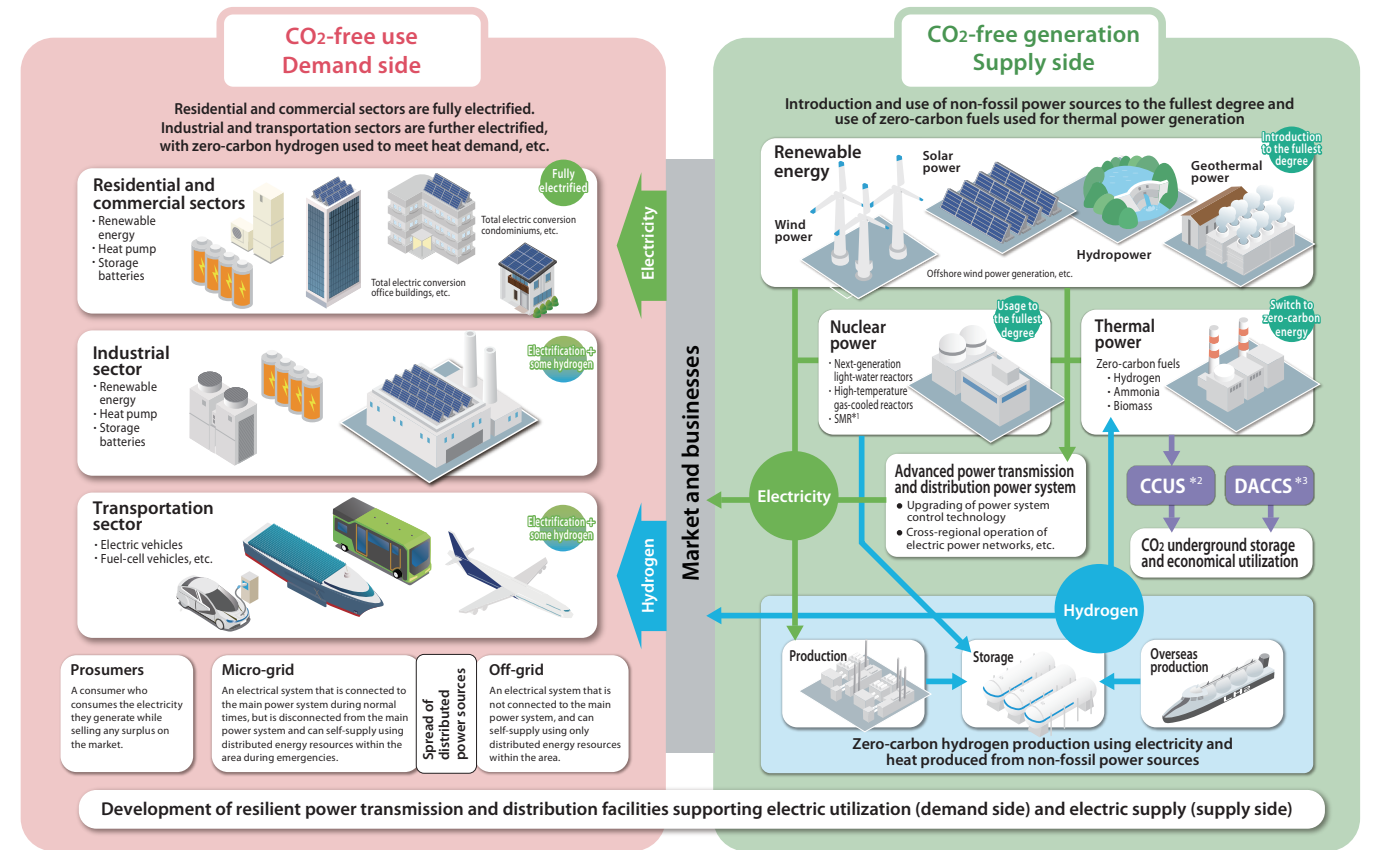 CO2-free use
Demand side
Residential and commercial sectors are fully electrified.
Industrial and transportation sectors are further electrified,
with zero-carbon hydrogen used to meet heat demand, etc.
Residential and
commercial sectors
・Renewable
energy
・Heat pump
・Storage
batteries
Fully
electrified
Total electric conversion
condominiums, etc.
Total electric conversion
office buildings, etc.
Industrial
sector
・Renewable
energy
・Heat pump
・Storage
batteries
Electrification +
some hydrogen
Transportation
sector
・Electric vehicles
・Fuel-cell vehicles, etc.
Electrification +
some hydrogen
Prosumers
A consumer who
consumes the electricity
they generate while
selling any surplus on
the market.
Micro-grid
An electrical system that is connected to
the main power system during normal
times, but is disconnected from the main
power system and can self-supply using
distributed energy resources within the
area during emergencies.
Spread of
distributed
power sources
Off-grid
An electrical system that is
not connected to the main
power system, and can
self-supply using only
distributed energy resources
within the area.
Electricity
Hydrogen
Market and businesses
CO2-free generation
Supply side
Introduction and use of non-fossil power sources to the fullest degree and
use of zero-carbon fuels used for thermal power generation
Renewable
energy
Introduction
to the fullest
degree
Wind
power
Solar
power
Hydropower
Geothermal
power
Offshore wind power generation, etc.
Nuclear
power
・Next-generation
light-water reactors
・High-temperature
gas-cooled reactors
・SMR*1
Usage to
the fullest
degree
Thermal
power
Zero-carbon fuels
・Hydrogen
・Ammonia
・Biomass
Switch to
zero-carbon
energy
Electricity
Advanced power transmission
and distribution power system
● Upgrading of power system
control technology
● Cross-regional operation of
electric power networks, etc.
CCUS *2
DACCS *3
CO2 underground storage
and economical utilization
Hydrogen
Production
Storage
Overseas
production
LH2
Zero-carbon hydrogen production using electricity and
heat produced from non-fossil power sources
Development of resilient power transmission and distribution facilities supporting electric utilization (demand side) and electric supply (supply side)